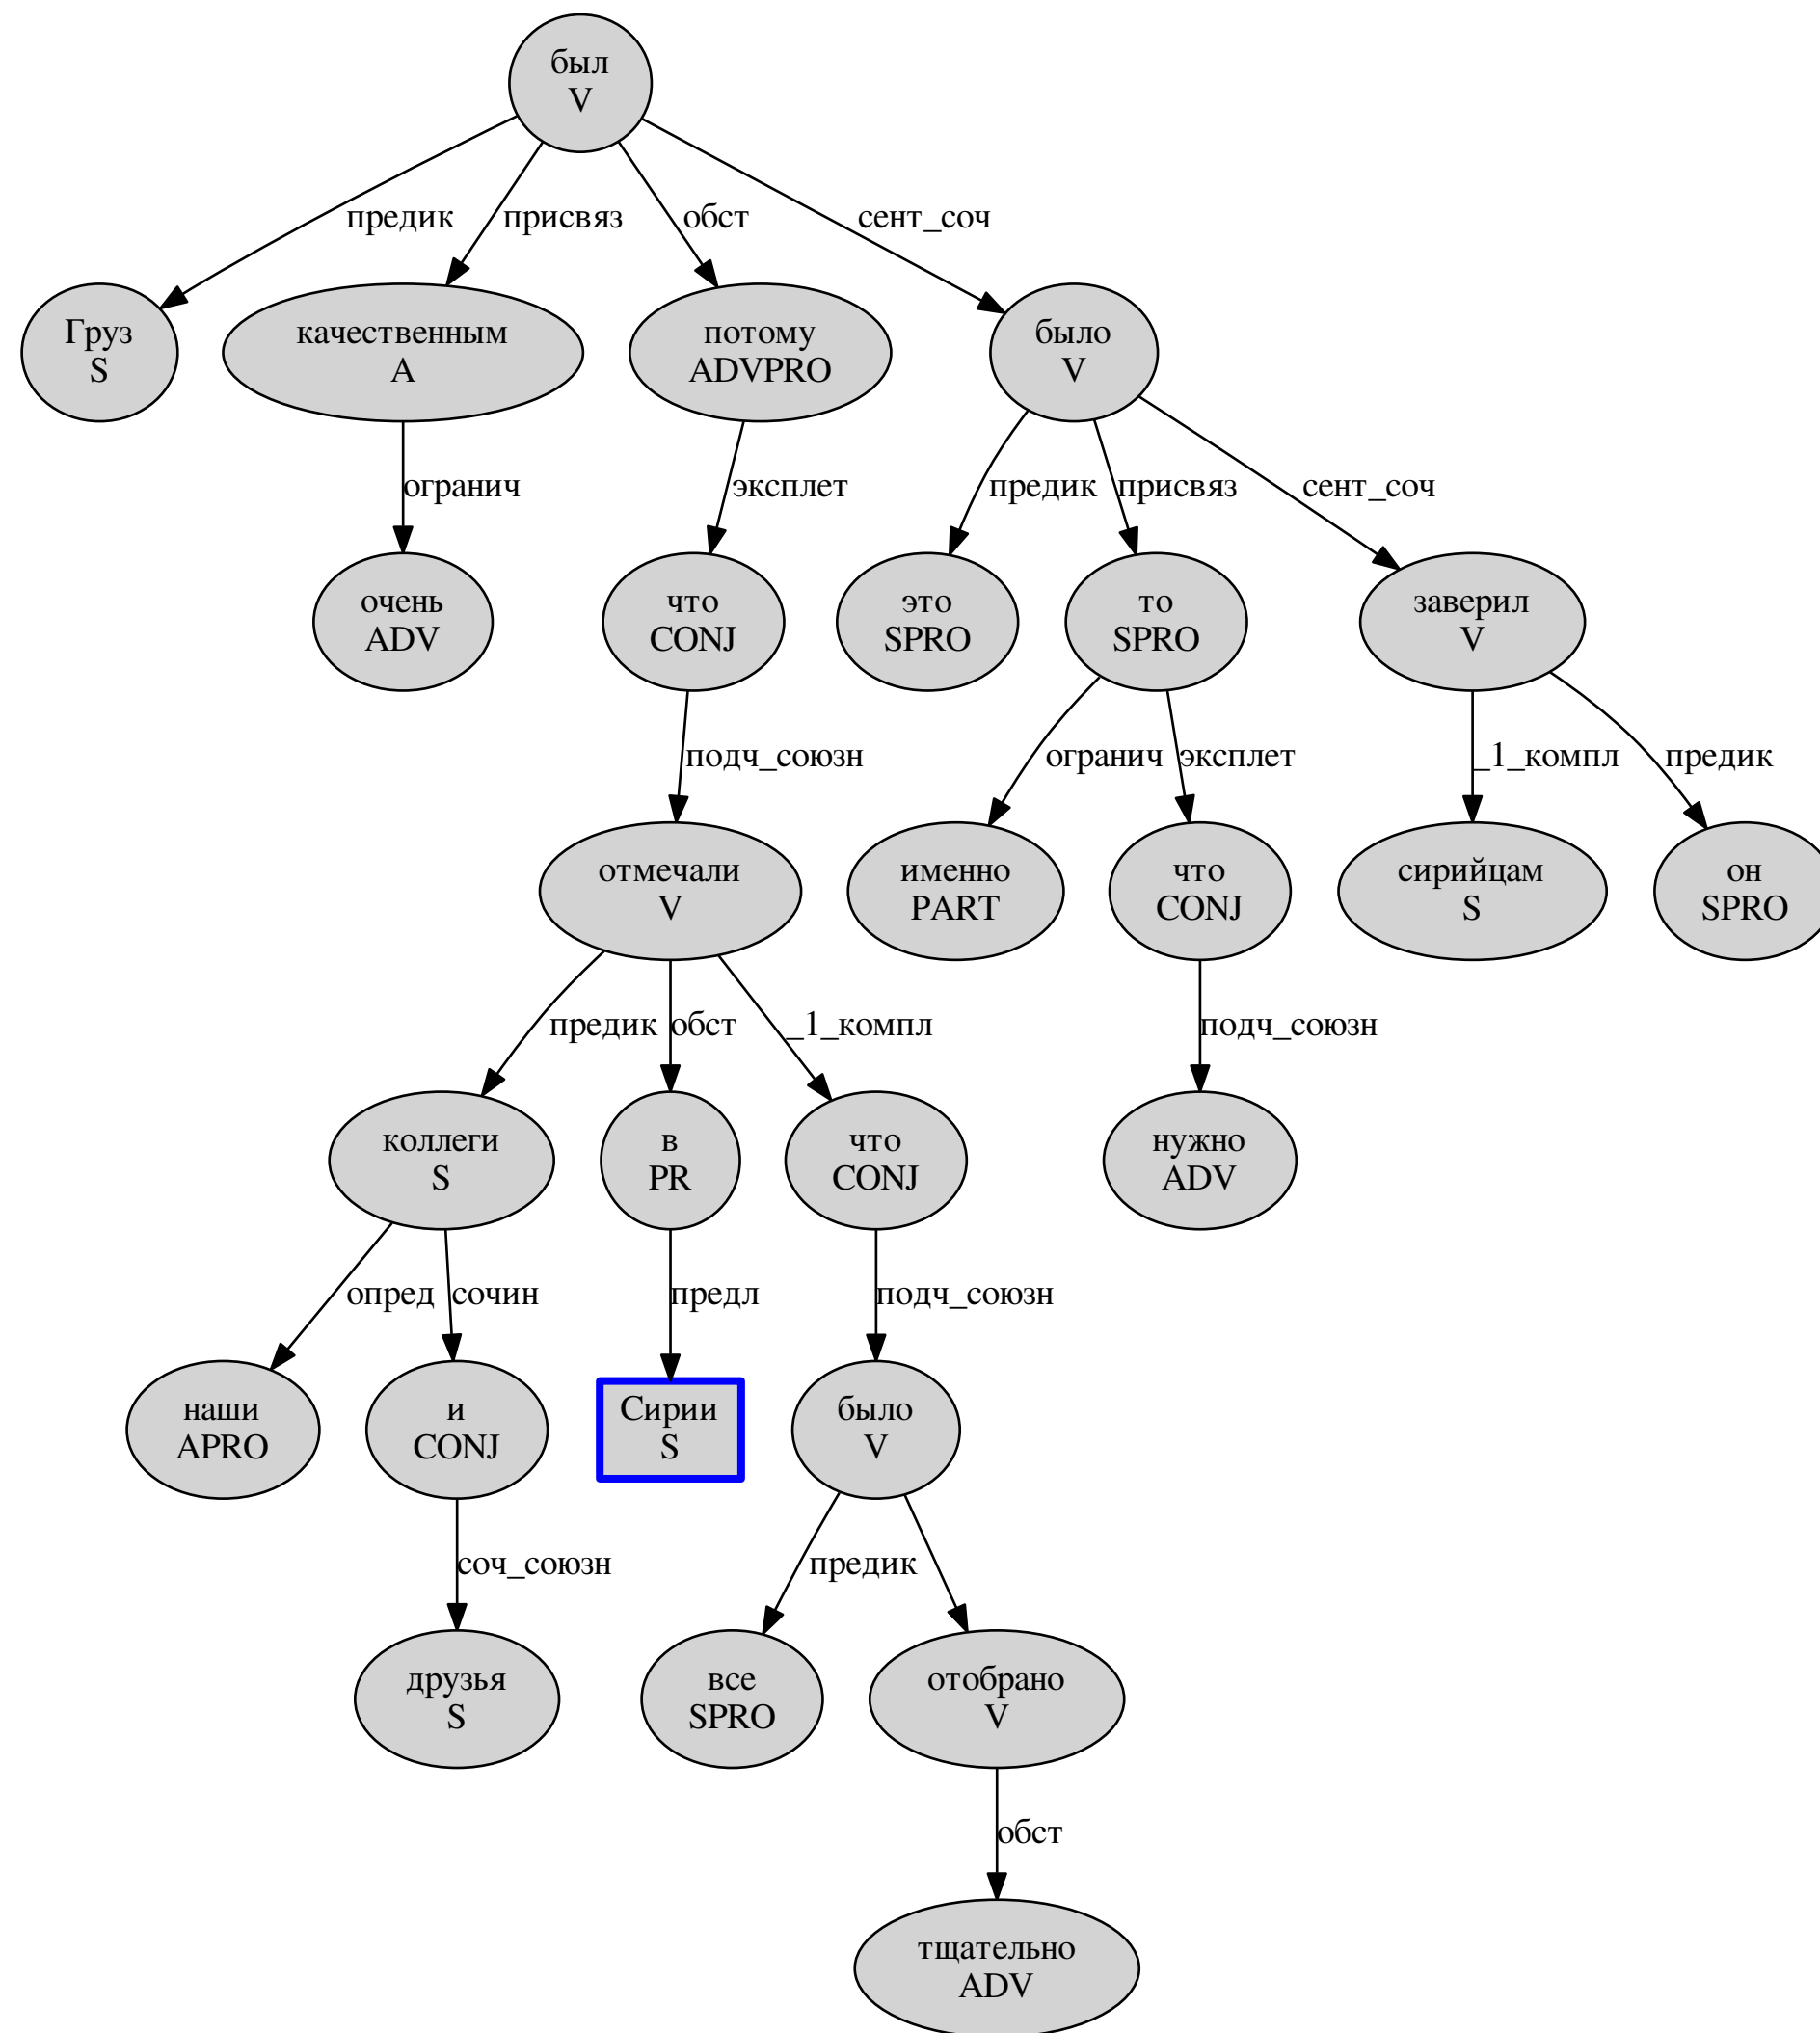 был
V
предик
присвяз
обст
сент_соч
Груз
S
качественным
A
потому
ADVPRO
было
V
огранич
эксплет
предик
присвяз
сент_соч
очень
ADV
что
CONJ
это
SPRO
то
SPRO
заверил
V
подч_союзн
огранич
эксплет
_1_компл
предик
отмечали
V
именно
PART
что
CONJ
сирийцам
S
он
SPRO
предик
обст
_1_компл
подч_союзн
коллеги
S
в
PR
что
CONJ
нужно
ADV
опред
сочин
предл
подч_союзн
наши
APRO
и
CONJ
Сирии
S
было
V
соч_союзн
предик
друзья
S
все
SPRO
отобрано
V
обст
тщательно
ADV